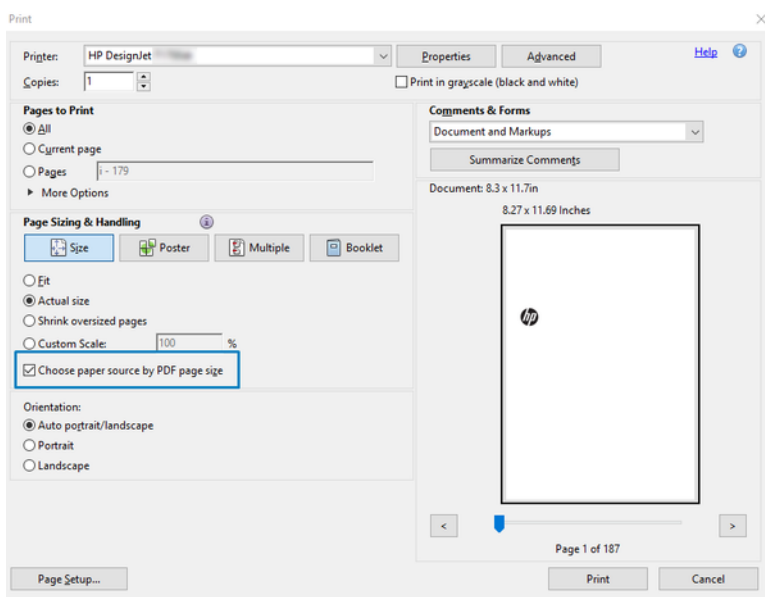 Print
Printer: HP DesignJet
Properties
Advanced
Help
Copies: 1
Print in grayscale (black and white)
Pages to Print
All
Current page
Pages i - 179
More Options
Comments & Forms
Document and Markups
Summarize Comments
Page Sizing & Handling
Size
Poster
Multiple
Booklet
Fit
Actual size
Shrink oversized pages
Custom Scale: 100 %
Choose paper source by PDF page size
Orientation:
Auto portrait/landscape
Portrait
Landscape
Document: 8.3 x 11.7in
8.27 x 11.69 Inches
hp
<
>
Page 1 of 187
Page Setup...
Print
Cancel